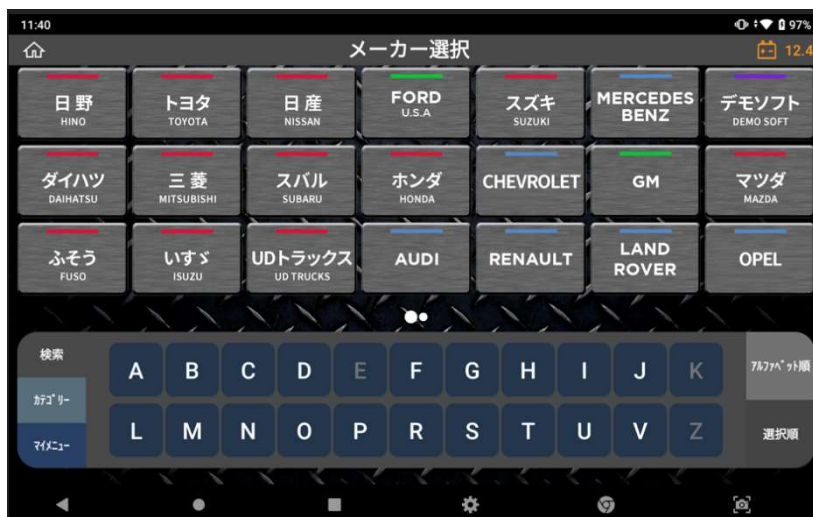 11:40
97%
メーカー選択
12.4
日野
HINO
トヨタ
TOYOTA
日産
NISSAN
FORD
U.S.A
スズキ
SUZUKI
MERCEDES
BENZ
デモソフト
DEMO SOFT
ダイハツ
DAIHATSU
三菱
MITSUBISHI
スバル
SUBARU
ホンダ
HONDA
CHEVROLET
GM
マツダ
MAZDA
ふそう
FUSO
いすゞ
ISUZU
UDトラックス
UD TRUCKS
AUDI
RENAULT
LAND
ROVER
OPEL
検索
カテゴリー
マイメニュー
A B C D E F G H I J K
L M N O P R S T U V Z
アルファベット順
選択順